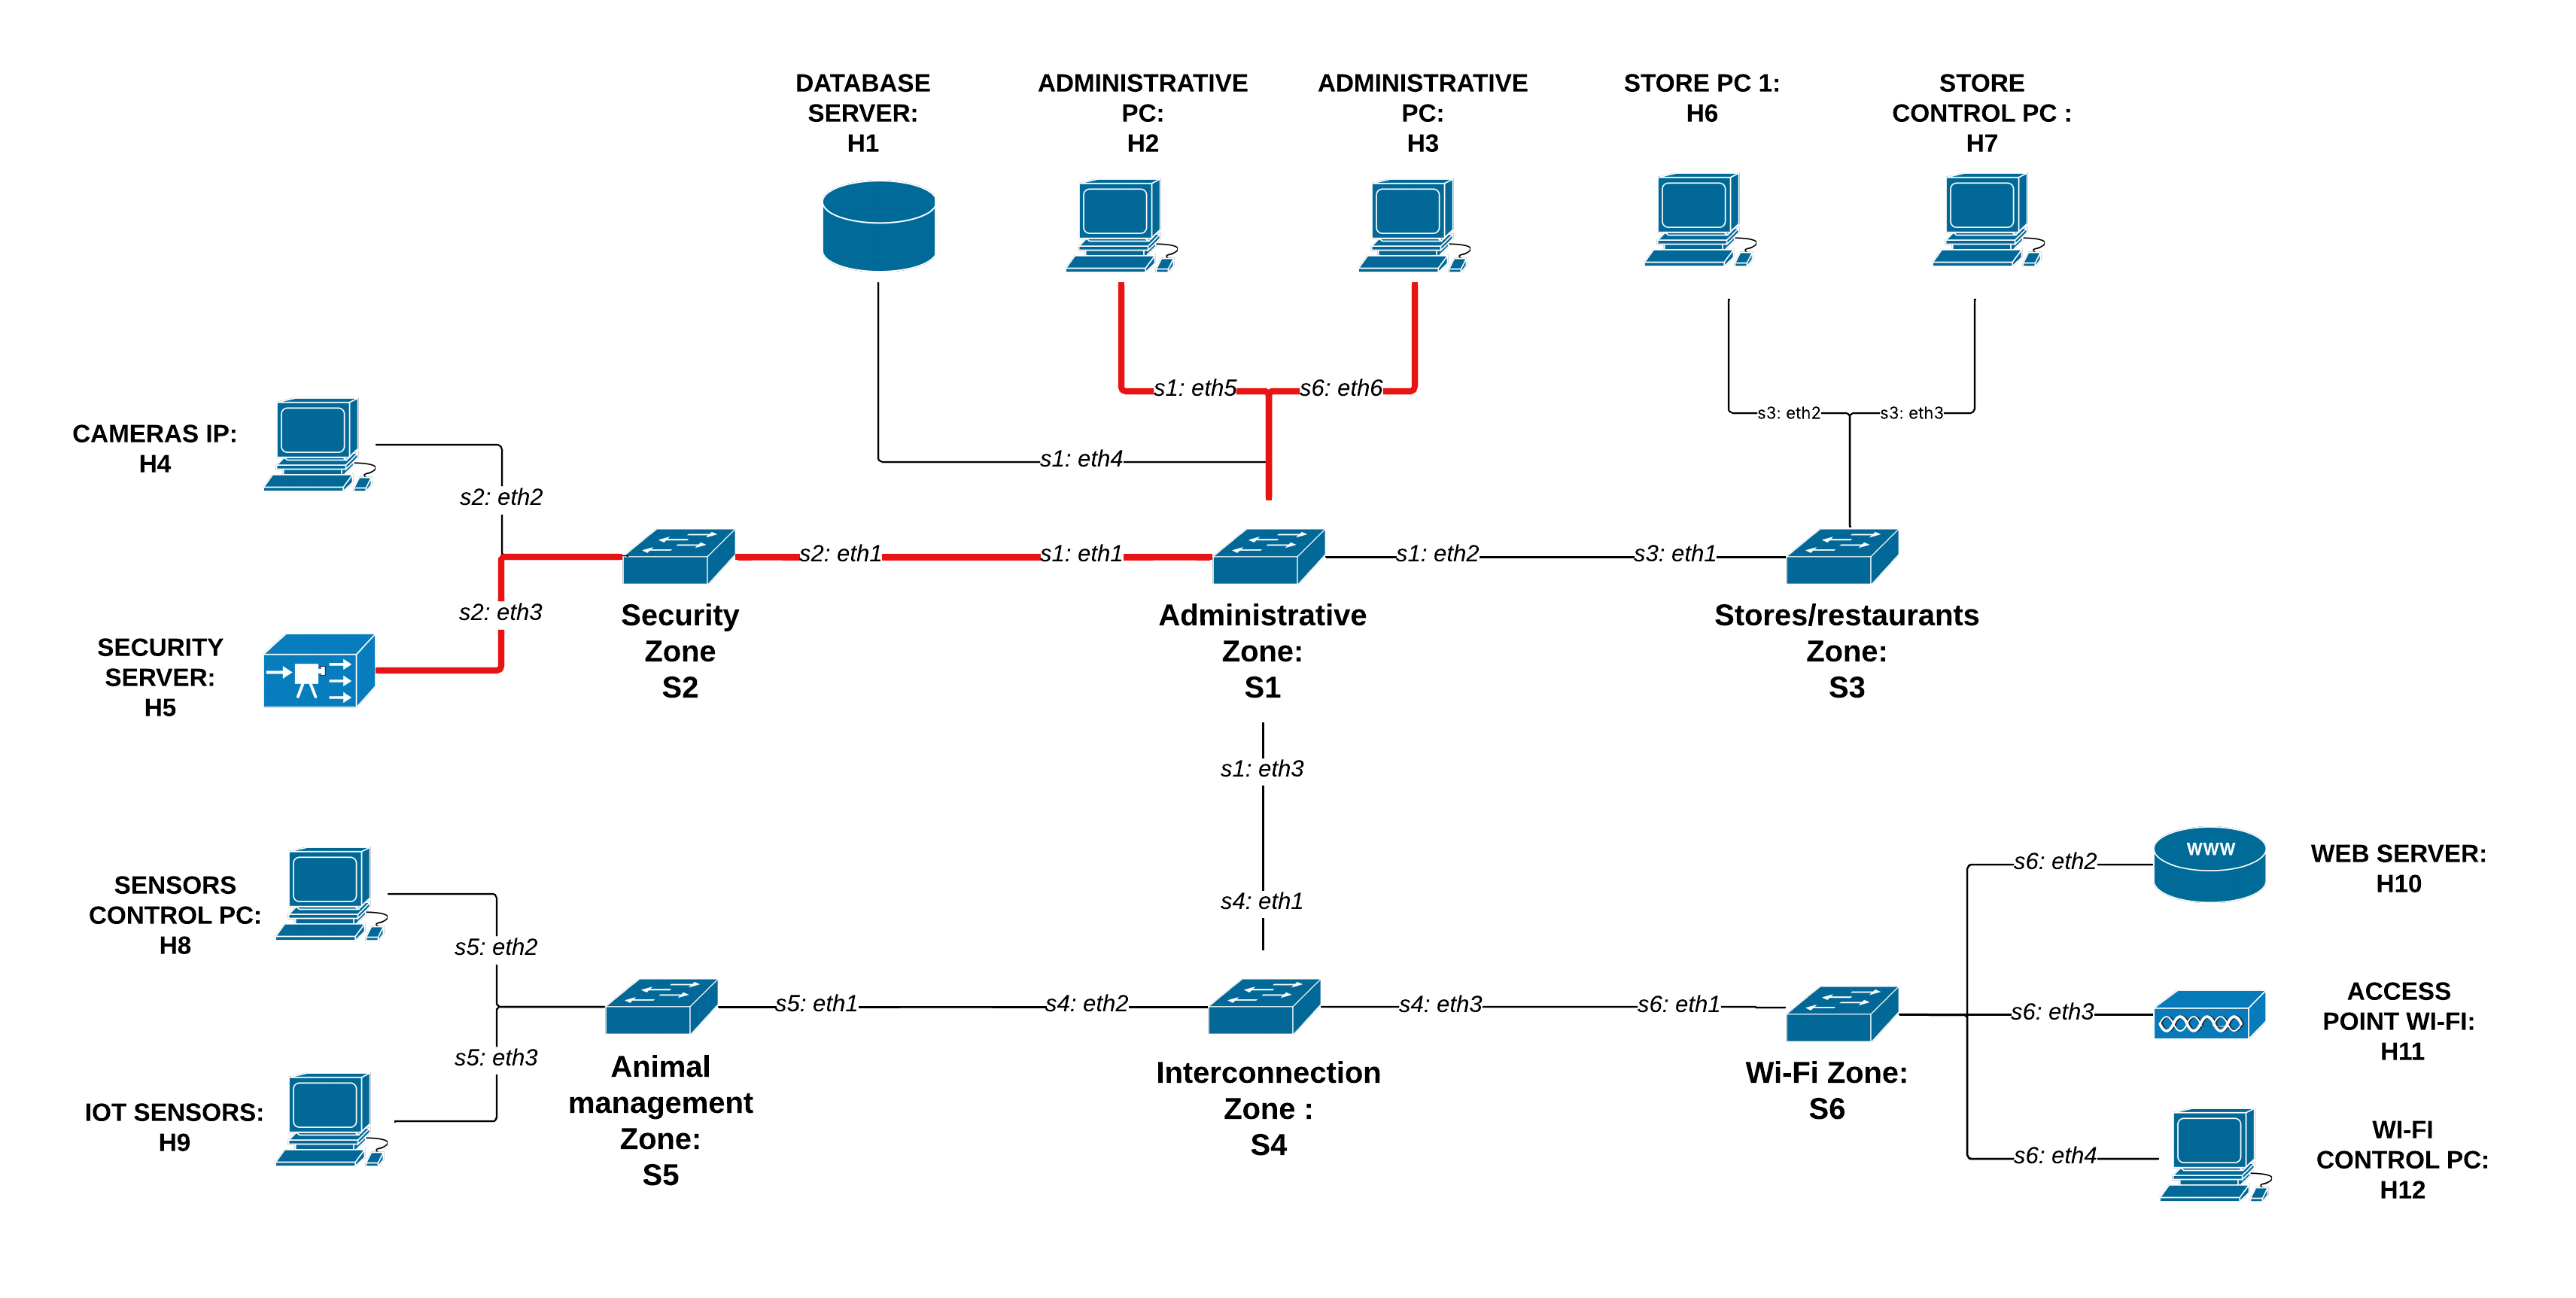 DATABASE
SERVER:
H1
ADMINISTRATIVE
PC:
H2
ADMINISTRATIVE
PC:
H3
STORE PC 1:
H6
STORE
CONTROL PC :
H7
s1: eth5
s6: eth6
s3: eth2
s3: eth3
s1: eth4
CAMERAS IP:
H4
s2: eth2
s2: eth1
s1: eth1
s1: eth2
s3: eth1
SECURITY
SERVER:
H5
s2: eth3
Security
Zone
S2
Administrative
Zone:
S1
Stores/restaurants
Zone:
S3
s1: eth3
s4: eth1
SENSORS
CONTROL PC:
H8
s5: eth2
s5: eth1
s4: eth2
s4: eth3
s6: eth1
s6: eth2
WWW
WEB SERVER:
H10
s6: eth3
ACCESS
POINT WI-FI:
H11
IOT SENSORS:
H9
s5: eth3
Animal
management
Zone:
S5
Interconnection
Zone :
S4
Wi-Fi Zone:
S6
s6: eth4
WI-FI
CONTROL PC:
H12